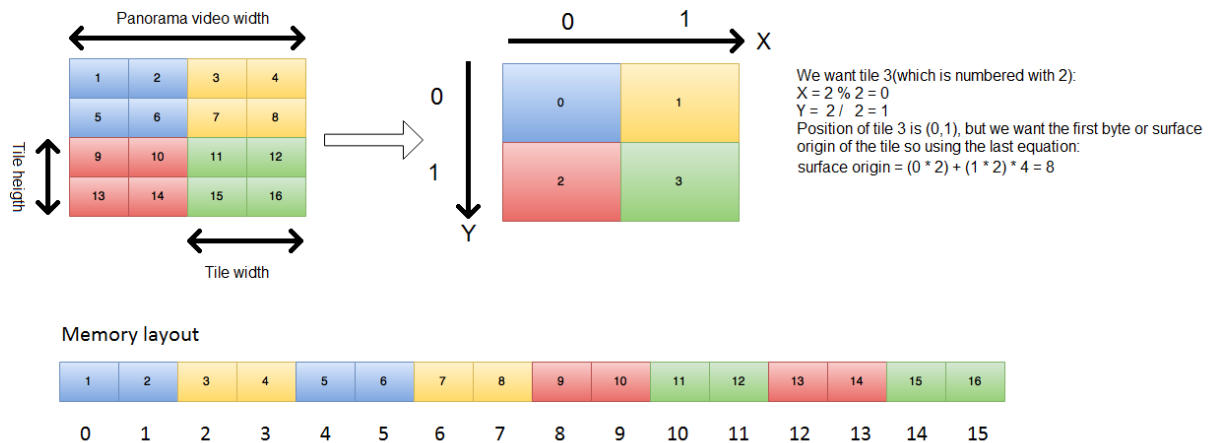 Panorama video width
1 2 3 4
5 6 7 8
9 10 11 12
13 14 15 16
Tile heigth
Tile width
0 1
X
0
1
Y
0 1
2 3
We want tile 3(which is numbered with 2):
X = 2 % 2 = 0
Y = 2 / 2 = 1
Position of tile 3 is (0,1), but we want the first byte or surface
origin of the tile so using the last equation:
surface origin = (0 * 2) + (1 * 2) * 4 = 8
Memory layout
1 2 3 4 5 6 7 8 9 10 11 12 13 14 15 16
0 1 2 3 4 5 6 7 8 9 10 11 12 13 14 15